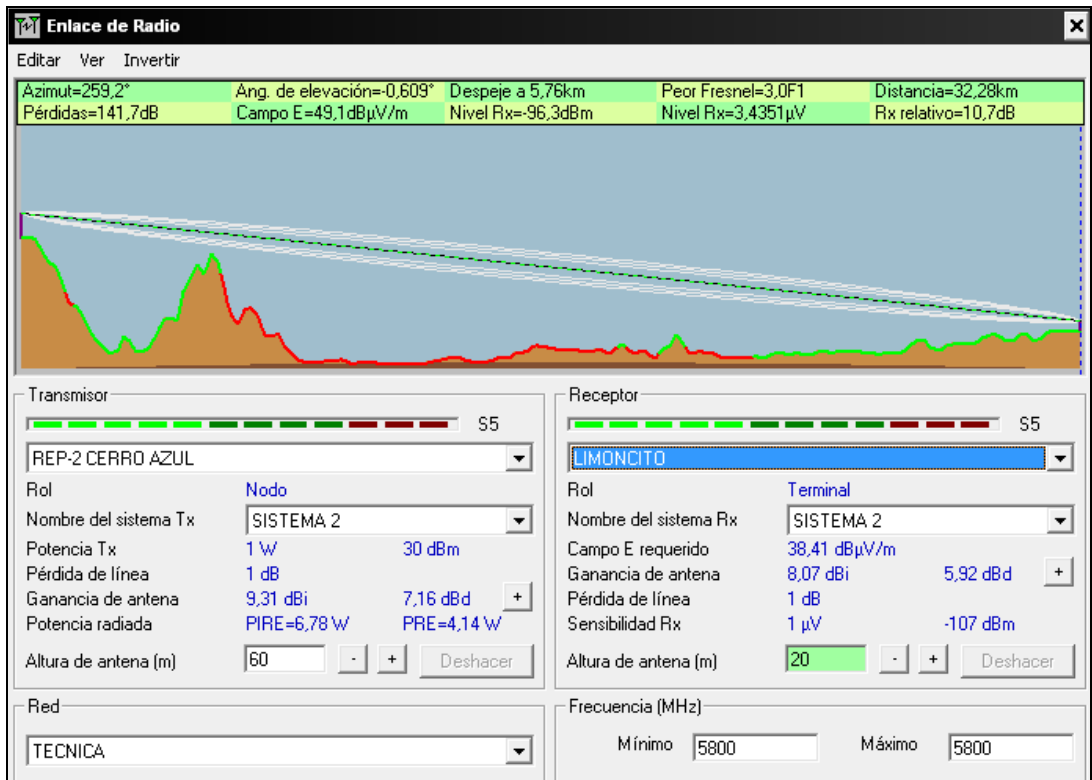 Enlace de Radio
Editar Ver Invertir
Azimut=259,2° Ang. de elevación=-0,609° Despeje a 5,76km Peor Fresnel=3,0F1 Distancia=32,28km
Pérdidas=141,7dB Campo E=49,1dBµV/m Nivel Rx=-96,3dBm Nivel Rx=3,4351µV Rx relativo=10,7dB
Transmisor
S5
REP-2 CERRO AZUL
Rol Nodo
Nombre del sistema Tx SISTEMA 2
Potencia Tx 1 W 30 dBm
Pérdida de línea 1 dB
Ganancia de antena 9,31 dBi 7,16 dBd +
Potencia radiada PIRE=6,78 W PRE=4,14 W
Altura de antena (m) 60 - + Deshacer
Receptor
S5
LIMONCITO
Rol Terminal
Nombre del sistema Rx SISTEMA 2
Campo E requerido 38,41 dBµV/m
Ganancia de antena 8,07 dBi 5,92 dBd +
Pérdida de línea 1 dB
Sensibilidad Rx 1 µV -107 dBm
Altura de antena (m) 20 - + Deshacer
Red
TECNICA
Frecuencia (MHz)
Mínimo 5800 Máximo 5800